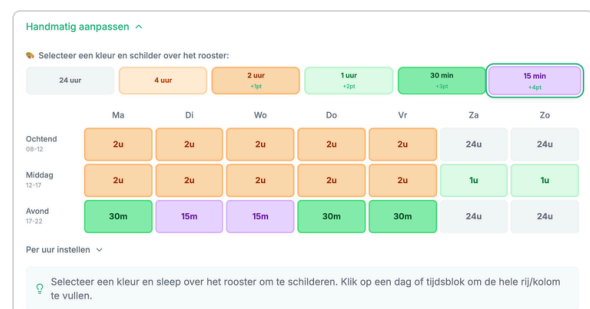 Handmatig aanpassen
Selecteer een kleur en schilder over het rooster:
24 uur 4 uur 2 uur 1 uur 30 min 15 min
+1pt +2pt +3pt +4pt
Ma Di Wo Do Vr Za Zo
Ochtend 2u 2u 2u 2u 2u 24u 24u
08-12
Middag 2u 2u 2u 2u 2u 1u 1u
12-17
Avond 30m 15m 15m 30m 30m 24u 24u
17-22
Per uur instellen
Selecteer een kleur en sleep over het rooster om te schilderen. Klik op een dag of tijdsblok om de hele rij/kolom
te vullen.